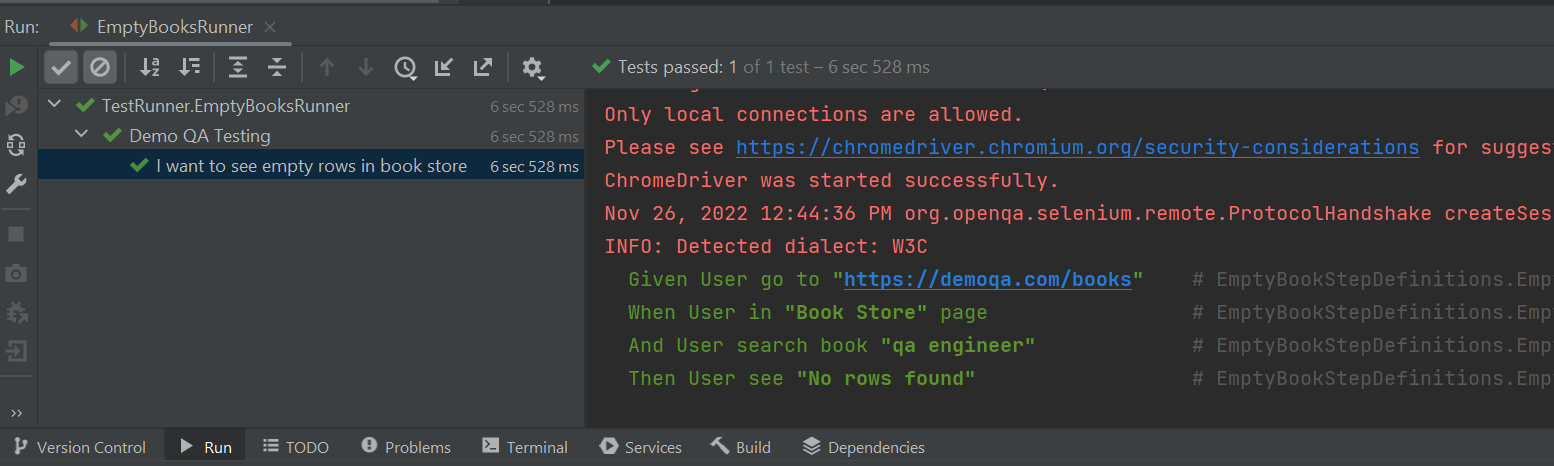 Run: EmptyBooksRunner
Tests passed: 1 of 1 test – 6 sec 528 ms
TestRunner.EmptyBooksRunner 6 sec 528 ms
Demo QA Testing 6 sec 528 ms
I want to see empty rows in book store 6 sec 528 ms
Only local connections are allowed.
Please see https://chromedriver.chromium.org/security-considerations for sugges
ChromeDriver was started successfully.
Nov 26, 2022 12:44:36 PM org.openqa.selenium.remote.ProtocolHandshake createSes
INFO: Detected dialect: W3C
Given User go to "https://demoqa.com/books" # EmptyBookStepDefinitions.Emp
When User in "Book Store" page # EmptyBookStepDefinitions.Emp
And User search book "qa engineer" # EmptyBookStepDefinitions.Emp
Then User see "No rows found" # EmptyBookStepDefinitions.Emp
Version Control Run TODO Problems Terminal Services Build Dependencies